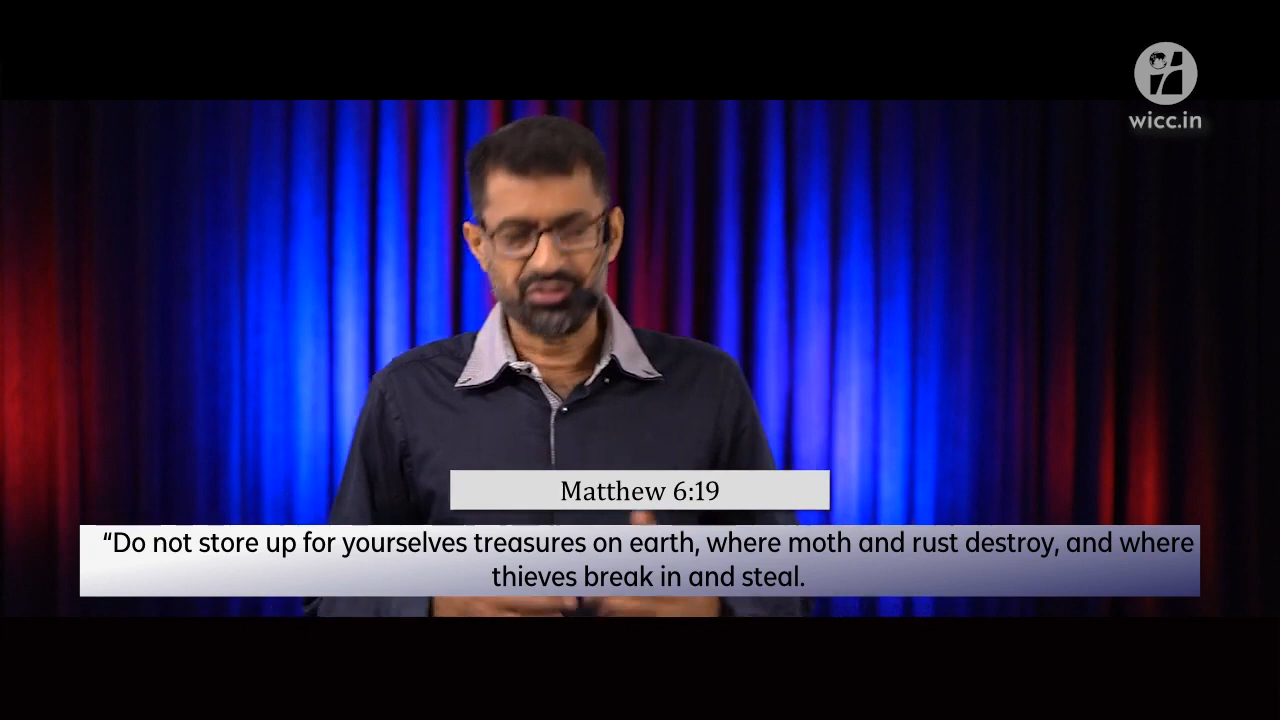 wicc.in
Matthew 6:19
“Do not store up for yourselves treasures on earth, where moth and rust destroy, and where
thieves break in and steal.